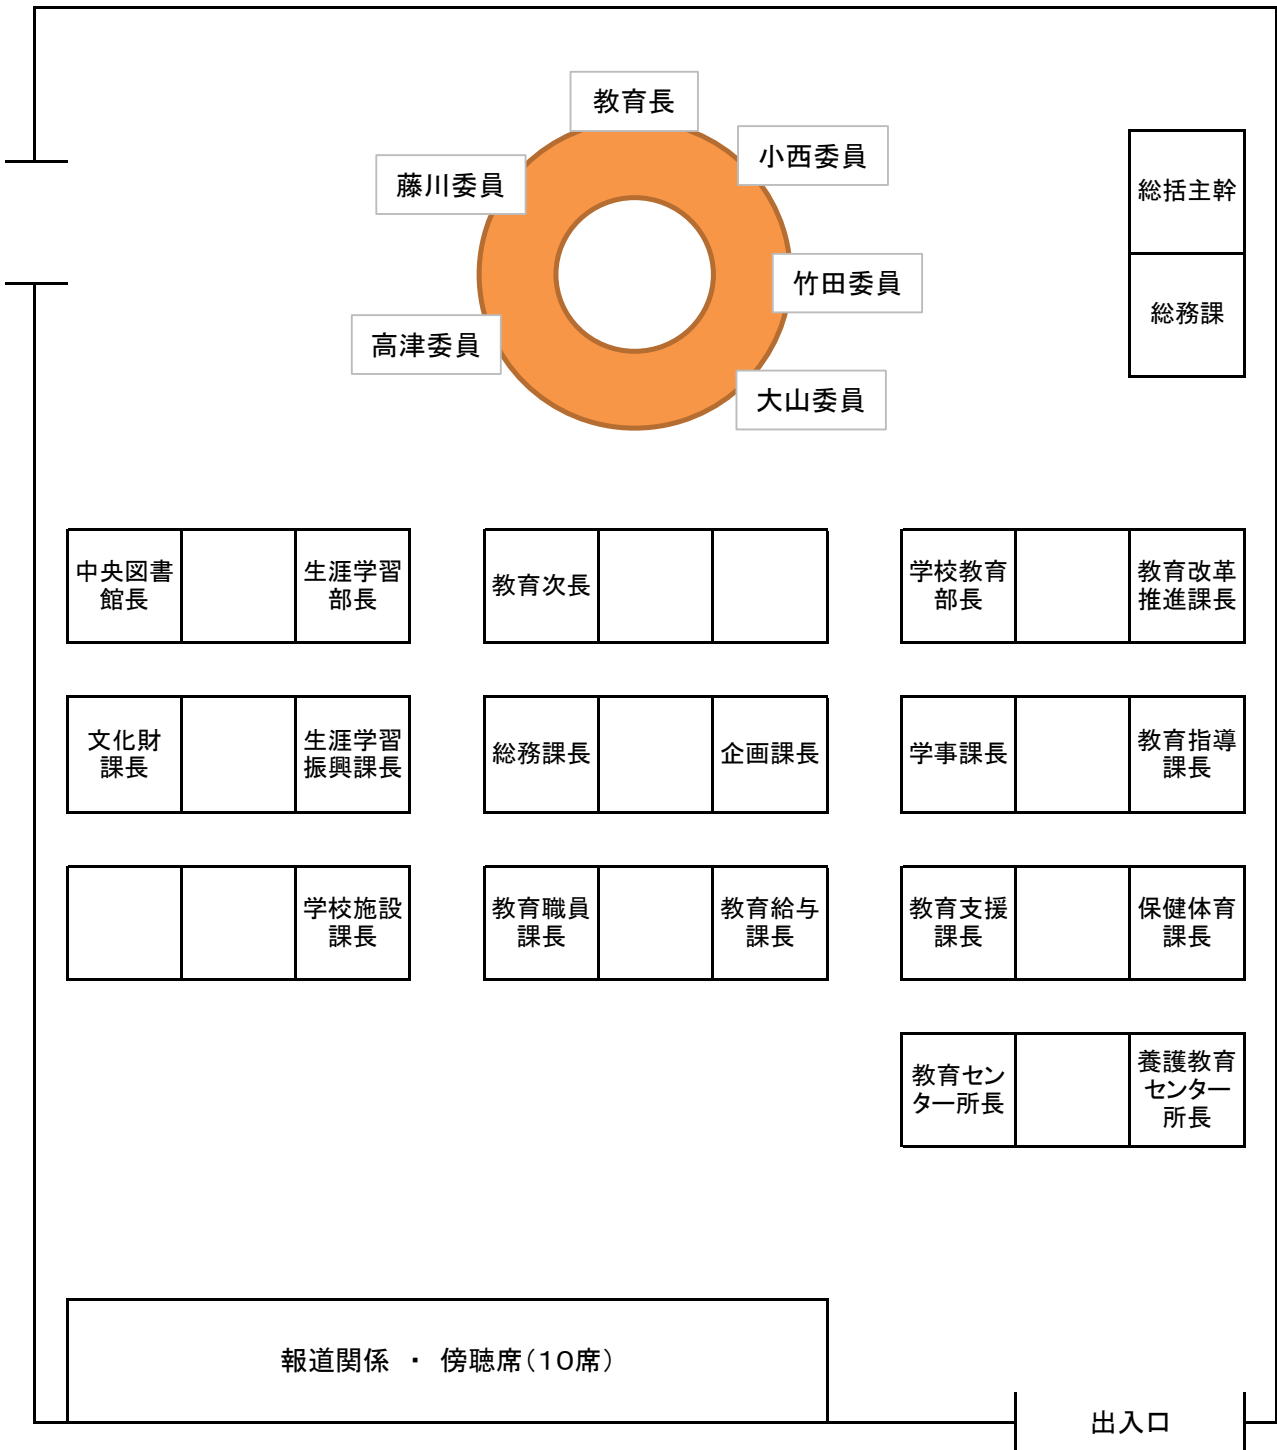 教育長
小西委員
藤川委員
総括主幹
竹田委員
総務課
高津委員
大山委員
中央図書
館長
生涯学習
部長
教育次長
学校教育
部長
教育改革
推進課長
文化財
課長
生涯学習
振興課長
総務課長
企画課長
学事課長
教育指導
課長
学校施設
課長
教育職員
課長
教育給与
課長
教育支援
課長
保健体育
課長
教育セン
ター所長
養護教育
センター
所長
報道関係 ・ 傍聴席(10席)
出入口